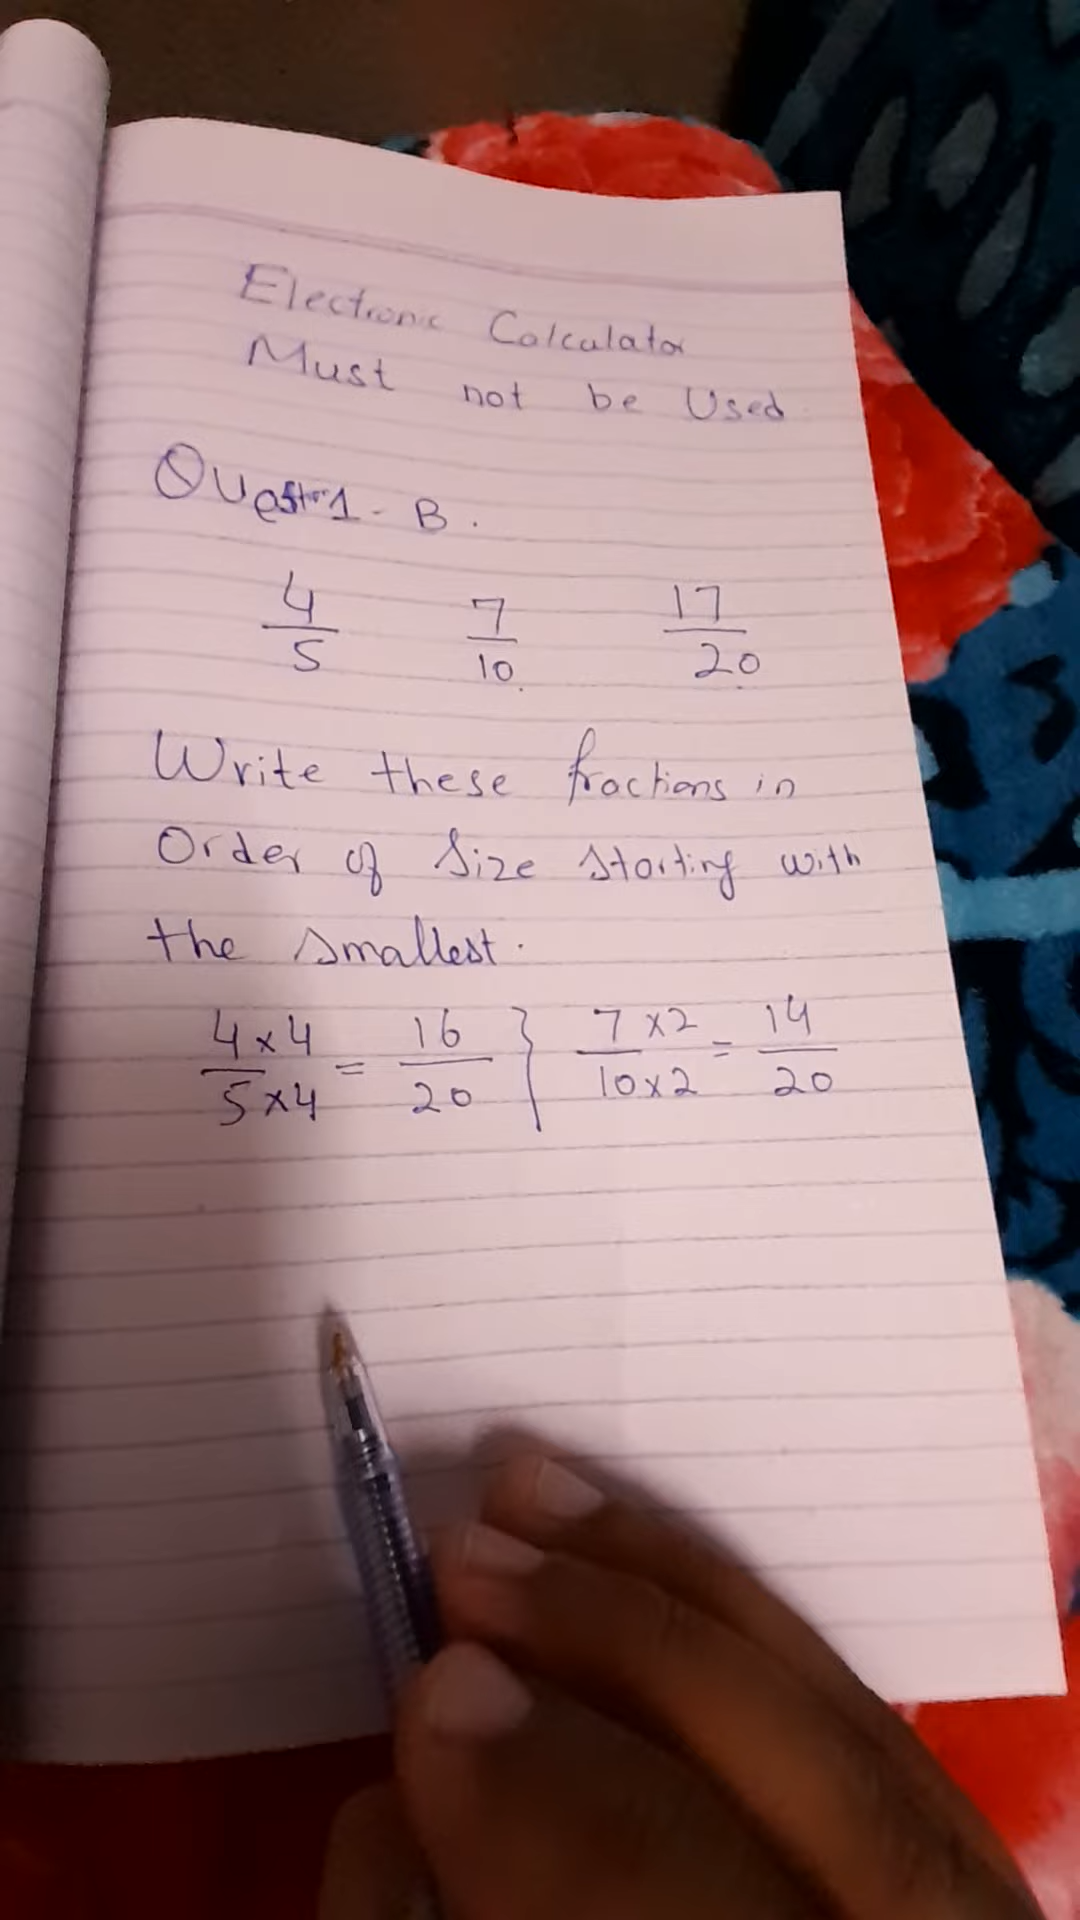 Electronic Calculator
Must not be Used
Question 1 - B.
4/5 7/10 17/20
Write these fractions in
Order of Size starting with
the smallest.
4×4/5×4 = 16/20 } 7×2/10×2 = 14/20